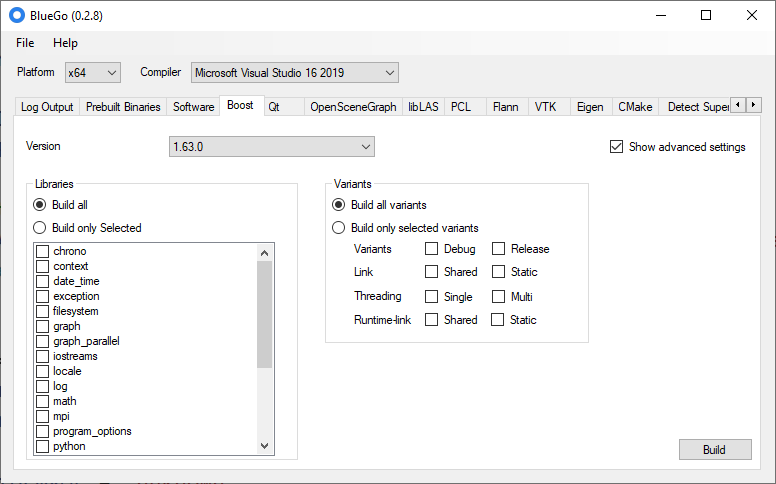 BlueGo (0.2.8)
File Help
Platform x64 Compiler Microsoft Visual Studio 16 2019
Log Output Prebuilt Binaries Software Boost Qt OpenSceneGraph libLAS PCL Flann VTK Eigen CMake Detect Super
Version 1.63.0 Show advanced settings
Libraries
Build all
Build only Selected
chrono
context
date_time
exception
filesystem
graph
graph_parallel
iostreams
locale
log
math
mpi
program_options
python
Variants
Build all variants
Build only selected variants
Variants Debug Release
Link Shared Static
Threading Single Multi
Runtime-link Shared Static
Build